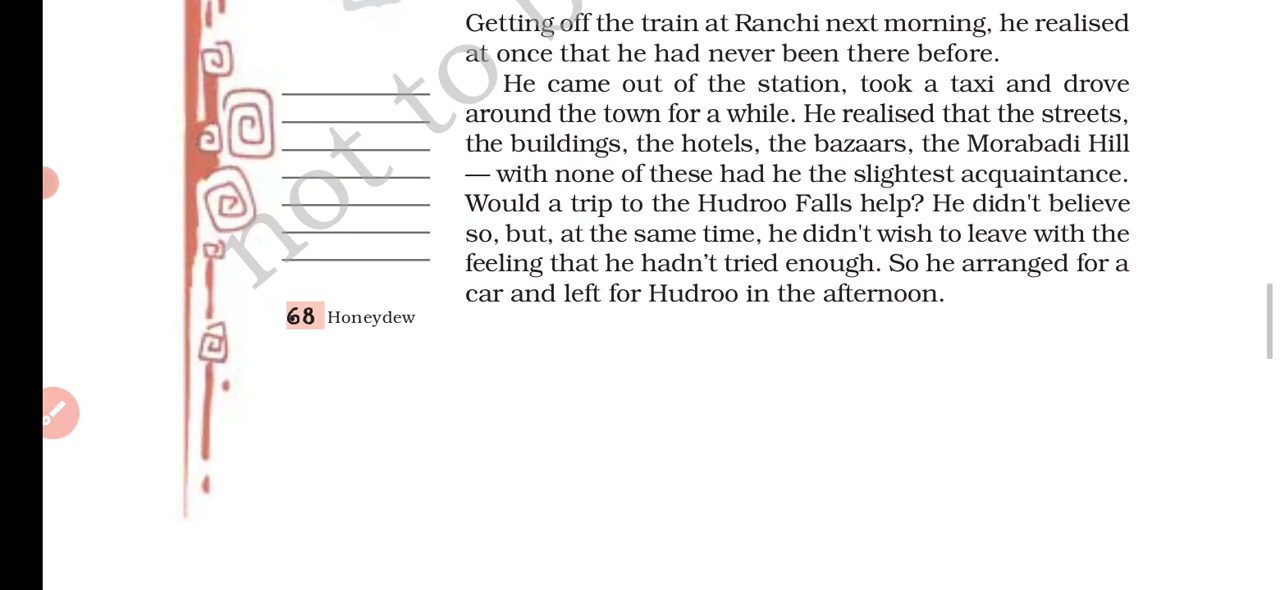 Getting off the train at Ranchi next morning, he realised
at once that he had never been there before.
He came out of the station, took a taxi and drove
around the town for a while. He realised that the streets,
the buildings, the hotels, the bazaars, the Morabadi Hill
— with none of these had he the slightest acquaintance.
Would a trip to the Hudroo Falls help? He didn't believe
so, but, at the same time, he didn't wish to leave with the
feeling that he hadn’t tried enough. So he arranged for a
car and left for Hudroo in the afternoon.
68 Honeydew
not to b